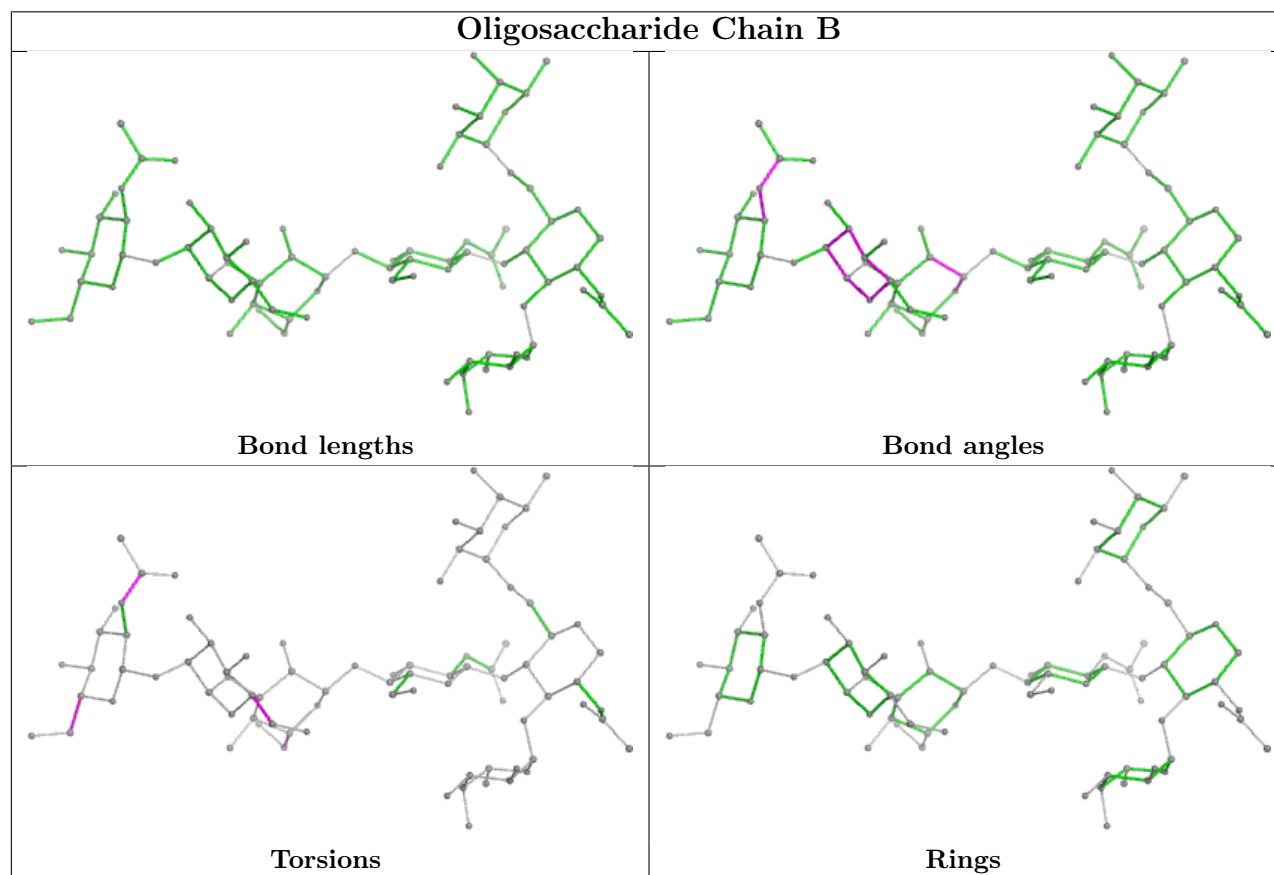 Oligosaccharide Chain B
Bond lengths
Bond angles
Torsions
Rings